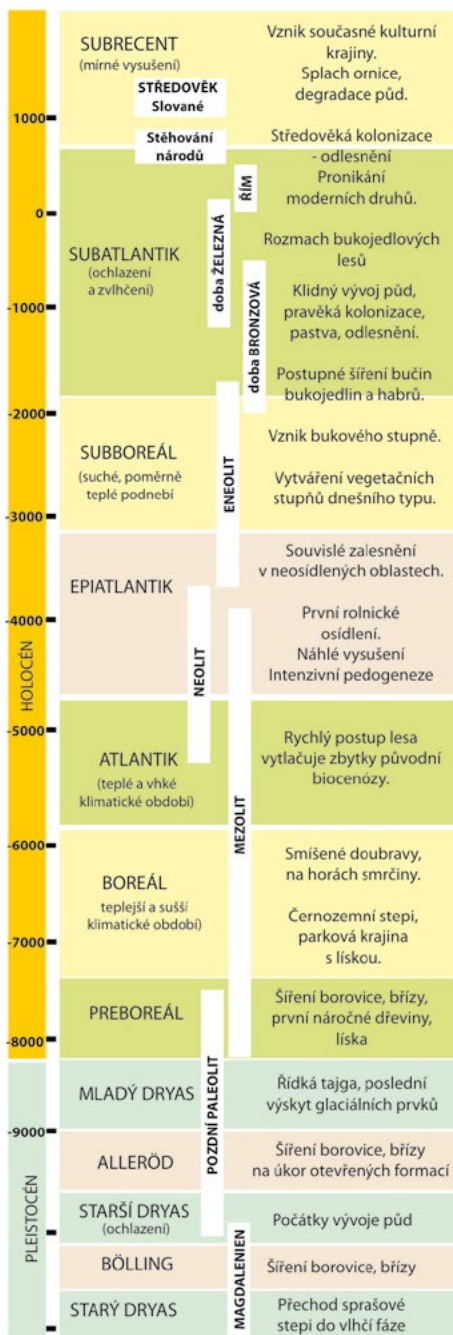 SUBRECENT
(mírné vysušení)
STŘEDOVĚK
Slované
Vznik současné kulturní
krajiny.
Splach ornice,
degradace půd.
1000
Stěhování
národů
Středověká kolonizace
- odlesnění
Pronikání
moderních druhů.
ŘÍM
0
SUBATLANTIK
(ochlazení
a zvlhčení)
doba ŽELEZNÁ
doba BRONZOVÁ
Rozmach bukojedlových
lesů
Klidný vývoj půd,
pravěká kolonizace,
pastva, odlesnění.
-1000
Postupné šíření bučin
bukojedlin a habrů.
-2000
SUBBOREÁL
(suché, poměrně
teplé podnebí
ENEOLIT
Vznik bukového stupně.
Vytváření vegetačních
stupňů dnešního typu.
-3000
EPIATLANTIK
Souvislé zalesnění
v neosídlených oblastech.
-4000
NEOLIT
První rolnické
osídlení.
Náhlé vysušení
Intenzivní pedogeneze
HOLOCÉN
-5000
ATLANTIK
(teplé a vhké
klimatické období)
MEZOLIT
Rychlý postup lesa
vytlačuje zbytky původní
biocenózy.
-6000
BOREÁL
teplejší a sušší
klimatické období)
Smíšené doubravy,
na horách smrčiny.
Černozemní stepi,
parková krajina
s lískou.
-7000
PREBOREÁL
Šíření borovice, břízy,
první náročné dřeviny,
líska
-8000
POZDNÍ PALEOLIT
MLADÝ DRYAS
Řídká tajga, poslední
výskyt glaciálních prvků
-9000
ALLERÖD
Šíření borovice, břízy
na úkor otevřených formací
PLEISTOCÉN
STARŠÍ DRYAS
(ochlazení)
Počátky vývoje půd
MAGDALENIEN
BÖLLING
Šíření borovice, břízy
STARÝ DRYAS
Přechod sprašové
stepi do vlhčí fáze